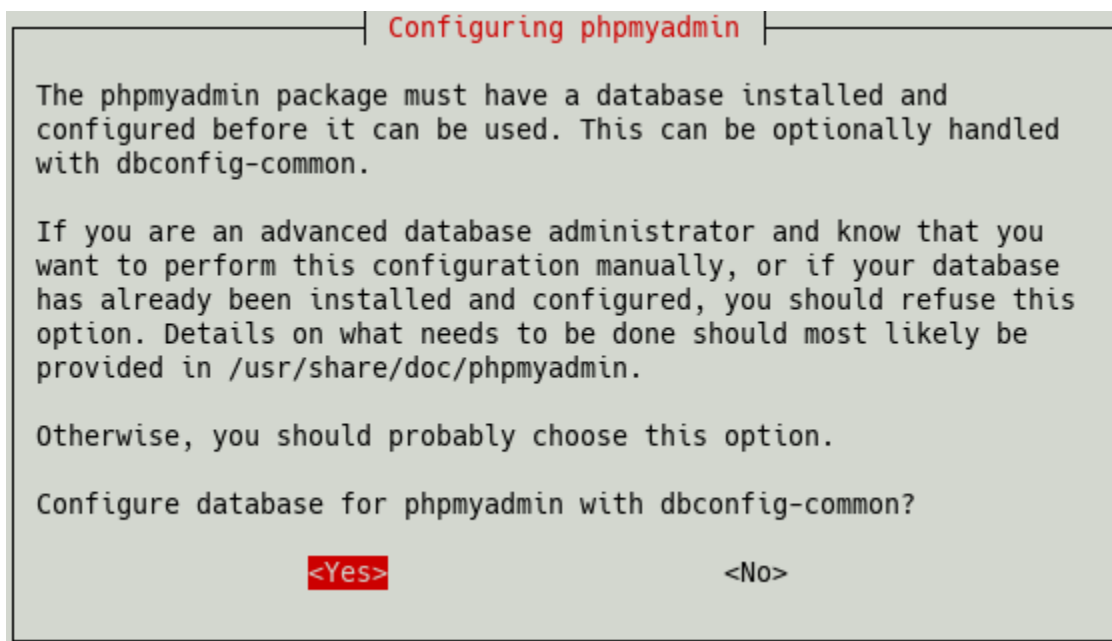 Configuring phpmyadmin
The phpmyadmin package must have a database installed and
configured before it can be used. This can be optionally handled
with dbconfig-common.
If you are an advanced database administrator and know that you
want to perform this configuration manually, or if your database
has already been installed and configured, you should refuse this
option. Details on what needs to be done should most likely be
provided in /usr/share/doc/phpmyadmin.
Otherwise, you should probably choose this option.
Configure database for phpmyadmin with dbconfig-common?
<Yes> <No>